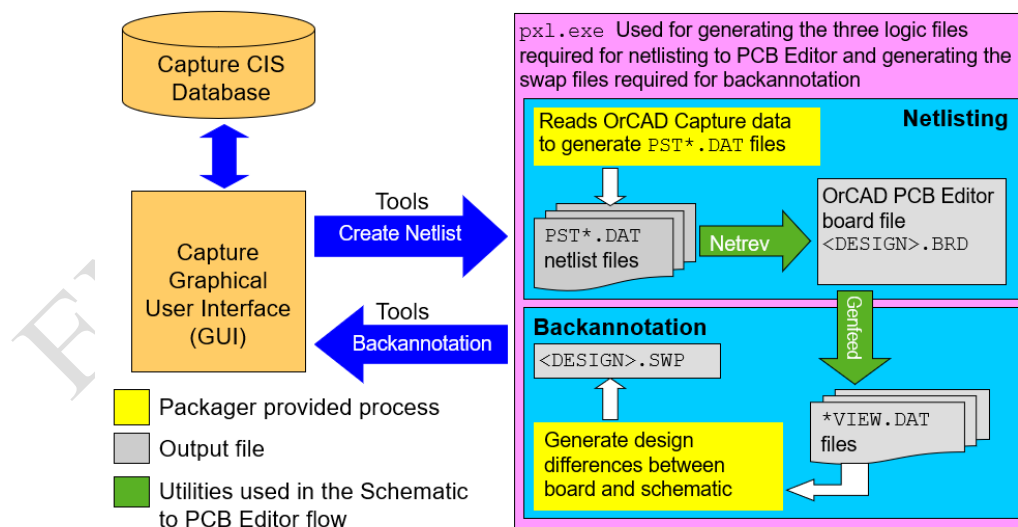 Capture CIS
Database
Capture
Graphical
User Interface
(GUI)
Tools
Create Netlist
Tools
Backannotation
pxl.exe Used for generating the three logic files
required for netlisting to PCB Editor and generating the
swap files required for backannotation
Netlisting
Reads OrCAD Capture data
to generate PST*.DAT files
PST*.DAT
netlist files
Netrev
OrCAD PCB Editor
board file
<DESIGN>.BRD
Genfeed
Backannotation
<DESIGN>.SWP
*VIEW.DAT
files
Generate design
differences between
board and schematic
Packager provided process
Output file
Utilities used in the Schematic
to PCB Editor flow